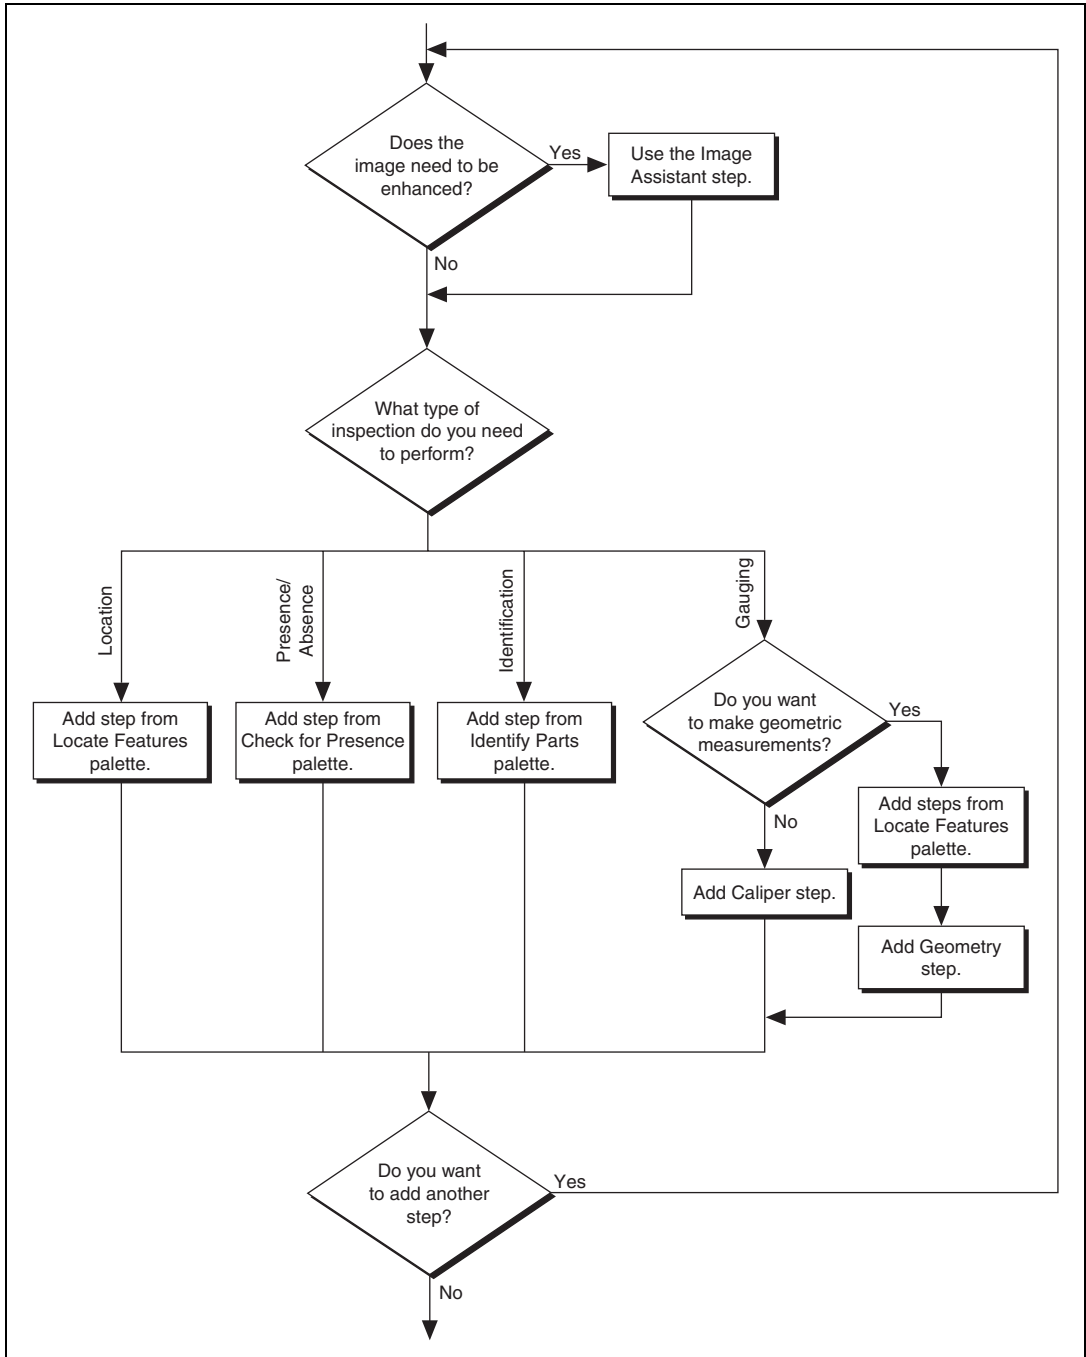 Does the
image need to be
enhanced?
Yes
Use the Image
Assistant step.
No
What type of
inspection do you need
to perform?
Location
Presence/
Absence
Identification
Gauging
Add step from
Locate Features
palette.
Add step from
Check for Presence
palette.
Add step from
Identify Parts
palette.
Do you want
to make geometric
measurements?
Yes
No
Add steps from
Locate Features
palette.
Add Caliper step.
Add Geometry
step.
Do you want
to add another
step?
Yes
No